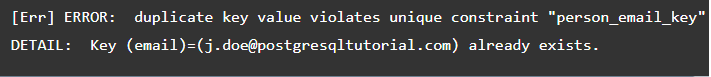 [Err] ERROR:  duplicate key value violates unique constraint "person_email_key"
DETAIL:  Key (email)=(j.doe@postgresqltutorial.com) already exists.